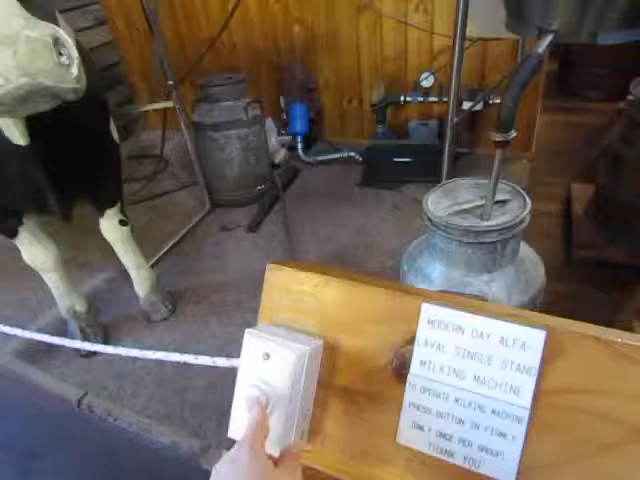 MODERN DAY ALFA-
LAVAL SINGLE STAND
MILKING MACHINE
TO OPERATE MILKING MACHINE
PRESS BUTTON IN FIRMLY
(ONLY ONCE PER GROUP)
THANK YOU